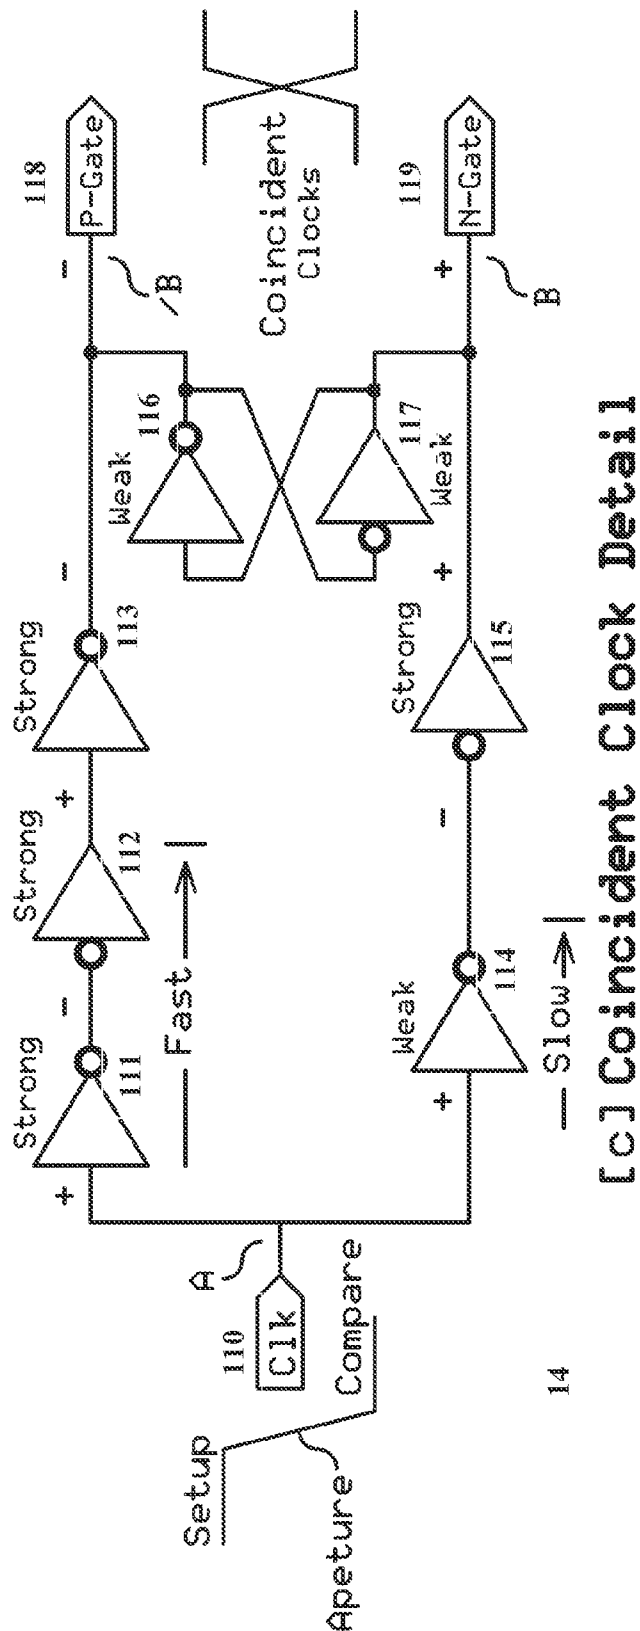 Setup
Apeture
Compare
110
Clk
A
Strong
+
111
-
Strong
112
+
Strong
113
-
Fast
Weak
+
114
-
Strong
115
+
Slow
Weak
116
Weak
117
-
/B
118
P-Gate
+
B
119
N-Gate
Coincident
Clocks
14
[c] Coincident Clock Detail